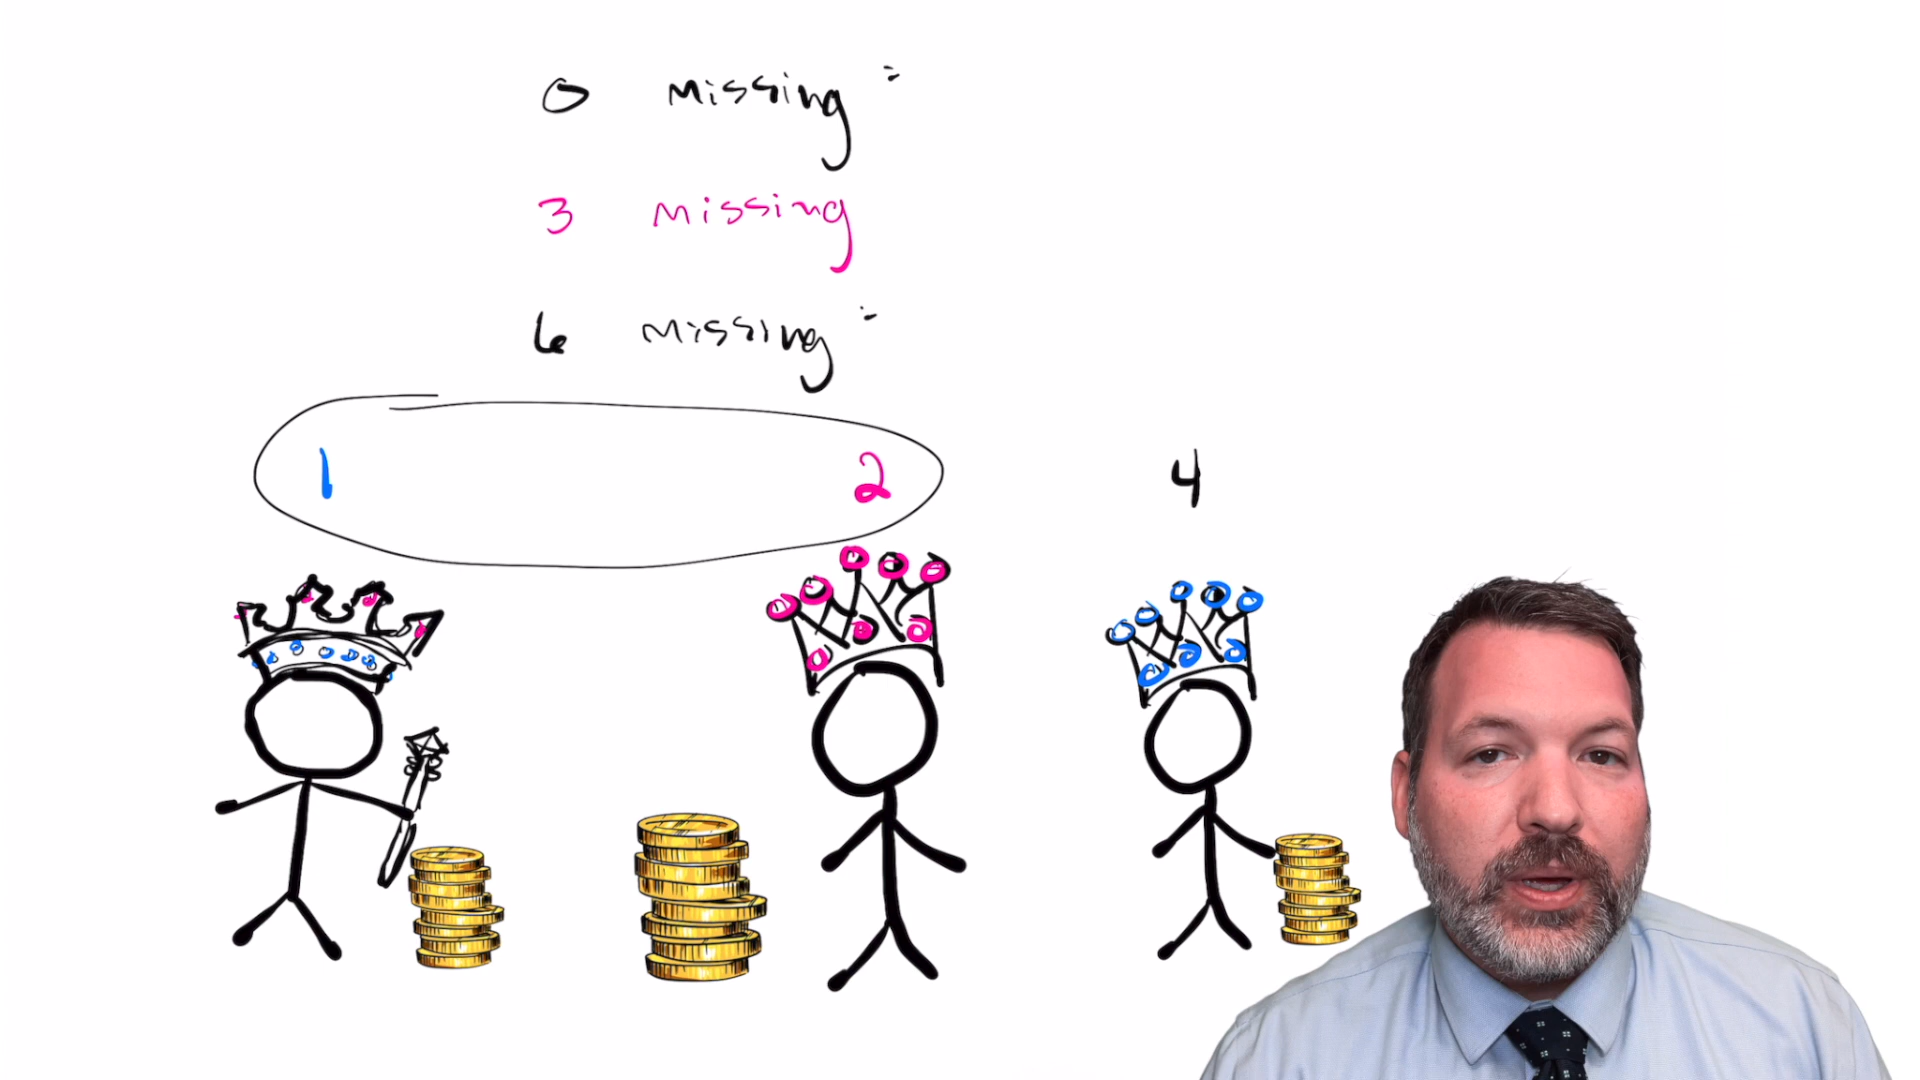 0 missing =
3 missing
6 missing =
1 2 4